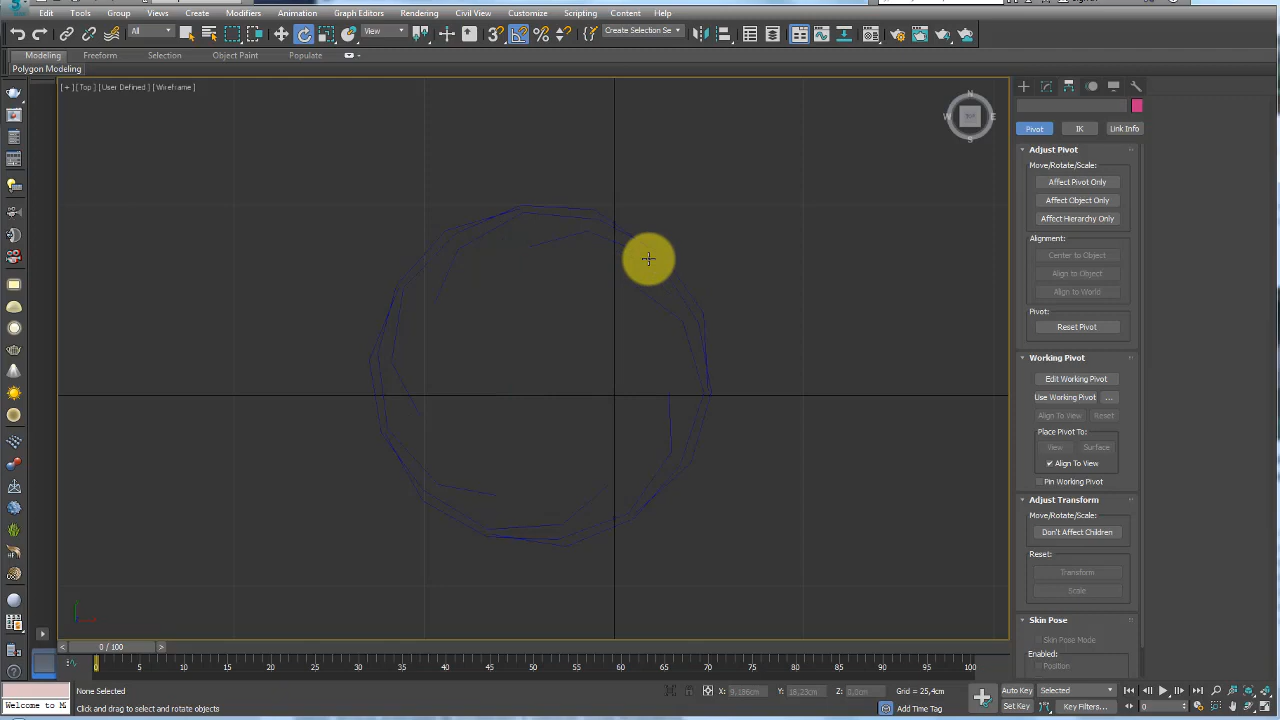 Edit Tools Group Views Create Modifiers Animation Graph Editors Rendering Civil View Customize Scripting Content Help
All View Create Selection Se
Modeling Freeform Selection Object Paint Populate
Polygon Modeling
[+] [Top] [User Defined] [Wireframe]
N
W E
S
Pivot IK Link Info
Adjust Pivot
Move/Rotate/Scale:
Affect Pivot Only
Affect Object Only
Affect Hierarchy Only
Alignment:
Center to Object
Align to Object
Align to World
Pivot:
Reset Pivot
Working Pivot
Edit Working Pivot
Use Working Pivot ...
Align To View Reset
Place Pivot To:
View Surface
Align To View
Pin Working Pivot
Adjust Transform
Move/Rotate/Scale:
Don't Affect Children
Reset:
Transform
Scale
Skin Pose
Skin Pose Mode
Enabled:
Position
< 0 / 100 >
0 5 10 15 20 25 30 35 40 45 50 55 60 65 70 75 80 85 90 95 100
None Selected X: 9,186cm Y: 18,23cm Z: 0,0cm Grid = 25,4cm Auto Key Selected
Welcome to M Click and drag to select and rotate objects Add Time Tag Set Key Key Filters... 0